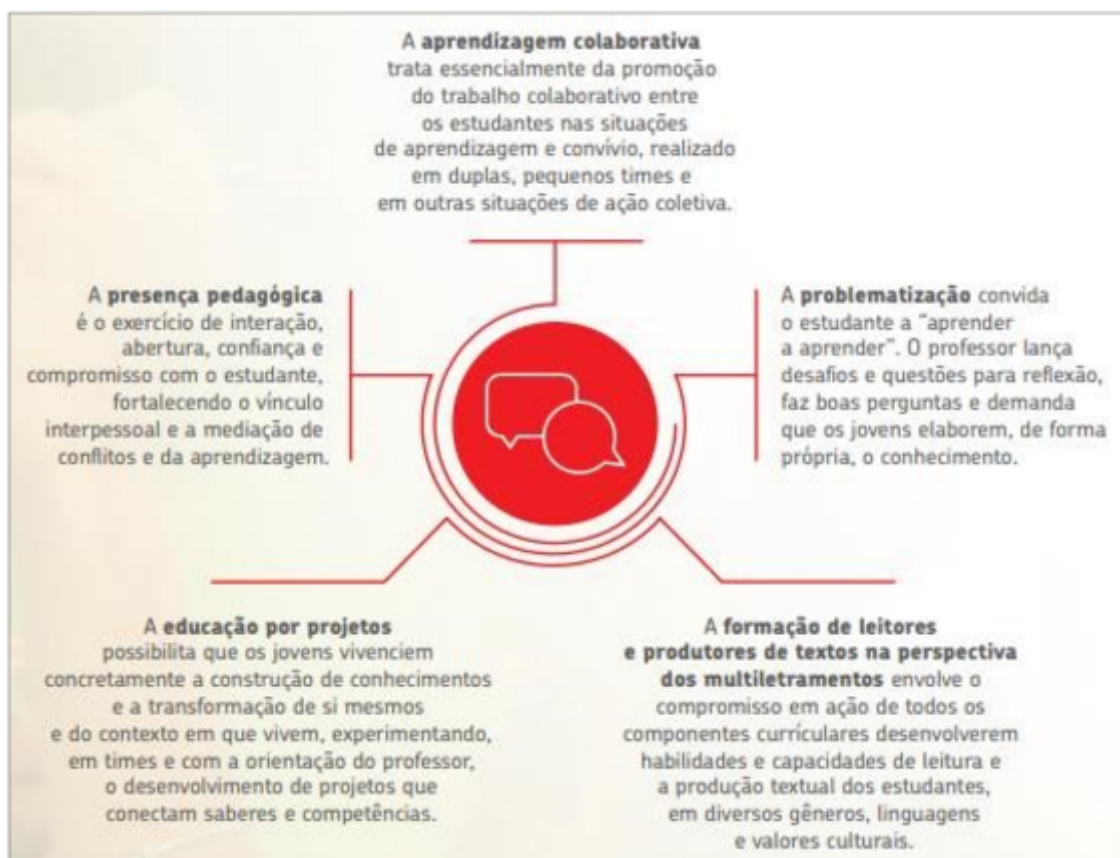 A aprendizagem colaborativa
trata essencialmente da promoção
do trabalho colaborativo entre
os estudantes nas situações
de aprendizagem e convívio, realizado
em duplas, pequenos times e
em outras situações de ação coletiva.
A presença pedagógica
é o exercício de interação,
abertura, confiança e
compromisso com o estudante,
fortalecendo o vínculo
interpessoal e a mediação de
conflitos e da aprendizagem.
A problematização convida
o estudante a "aprender
a aprender". O professor lança
desafios e questões para reflexão,
faz boas perguntas e demanda
que os jovens elaborem, de forma
própria, o conhecimento.
A educação por projetos
possibilita que os jovens vivenciem
concretamente a construção de conhecimentos
e a transformação de si mesmos
e do contexto em que vivem, experimentando,
em times e com a orientação do professor,
o desenvolvimento de projetos que
conectam saberes e competências.
A formação de leitores
e produtores de textos na perspectiva
dos multiletramentos envolve o
compromisso em ação de todos os
componentes currículares desenvolverem
habilidades e capacidades de leitura e
a produção textual dos estudantes,
em diversos gêneros, linguagens
e valores culturais.